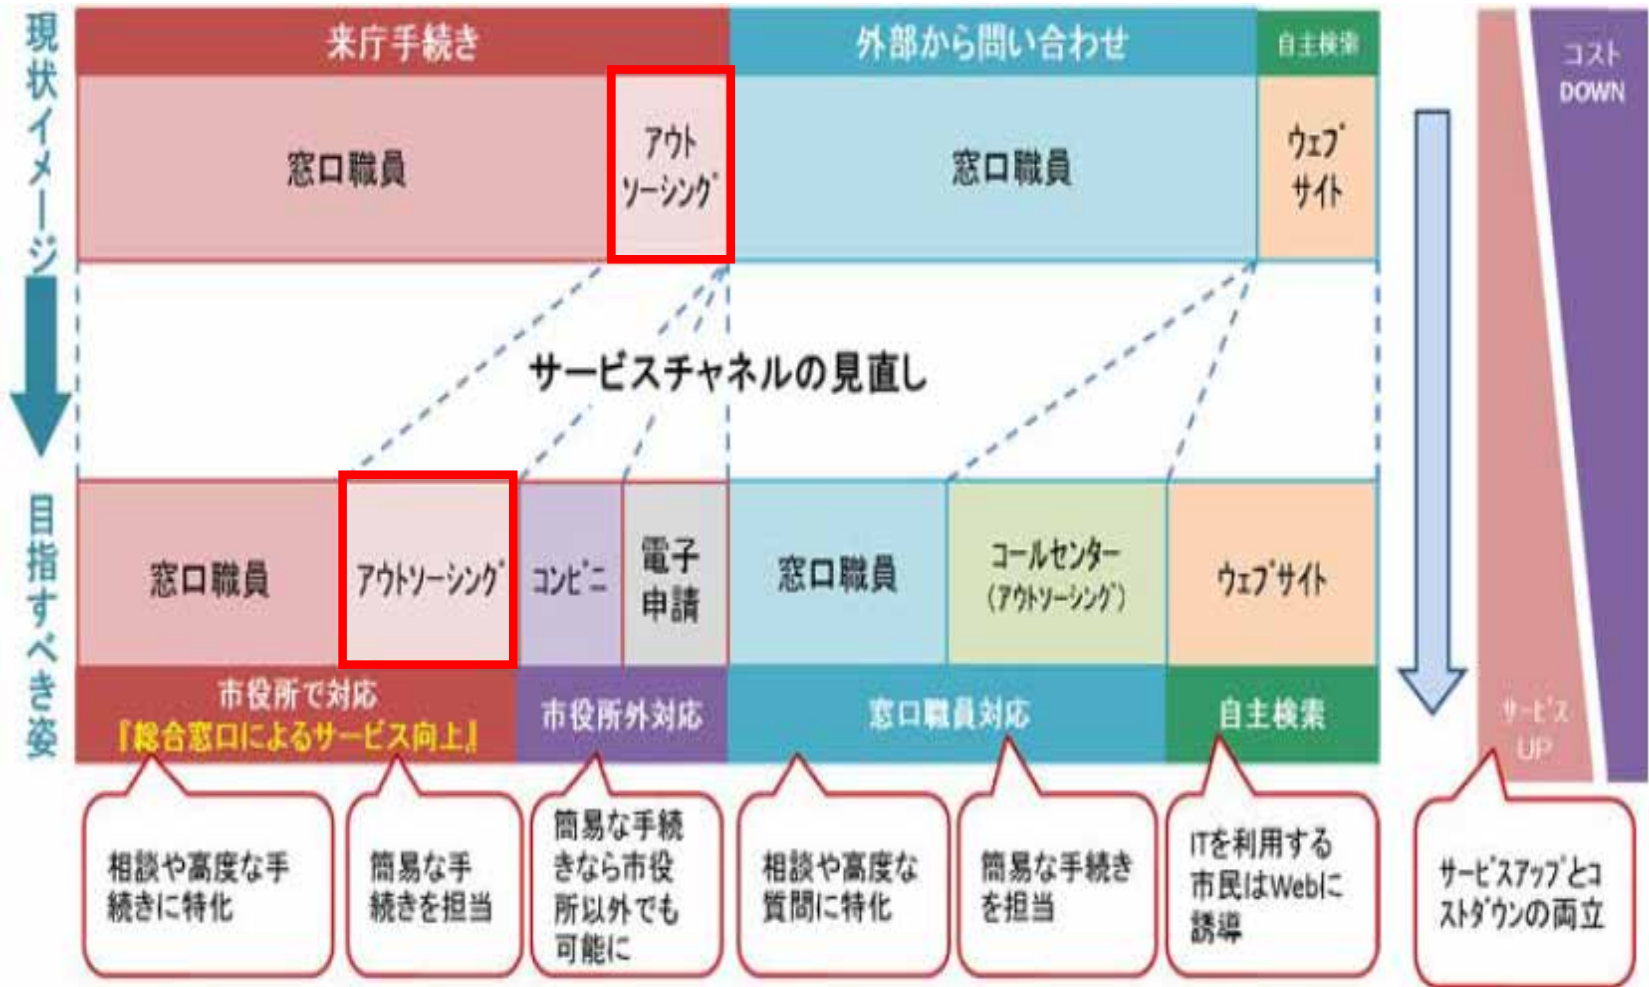 現状イメージ
目指すべき姿
来庁手続き
外部から問い合わせ
自主検索
窓口職員
アウト
ソーシング
窓口職員
ウェブ
サイト
サービスチャネルの見直し
窓口職員
アウトソーシング
コンビニ
電子
申請
窓口職員
コールセンター
(アウトソーシング)
ウェブサイト
市役所で対応
『総合窓口によるサービス向上』
市役所外対応
窓口職員対応
自主検索
相談や高度な手
続きに特化
簡易な手
続きを担当
簡易な手続
きなら市役
所以外でも
可能に
相談や高度な
質問に特化
簡易な手続き
を担当
ITを利用する
市民はWebに
誘導
コスト
DOWN
サービス
UP
サービスアップとコ
ストダウンの両立